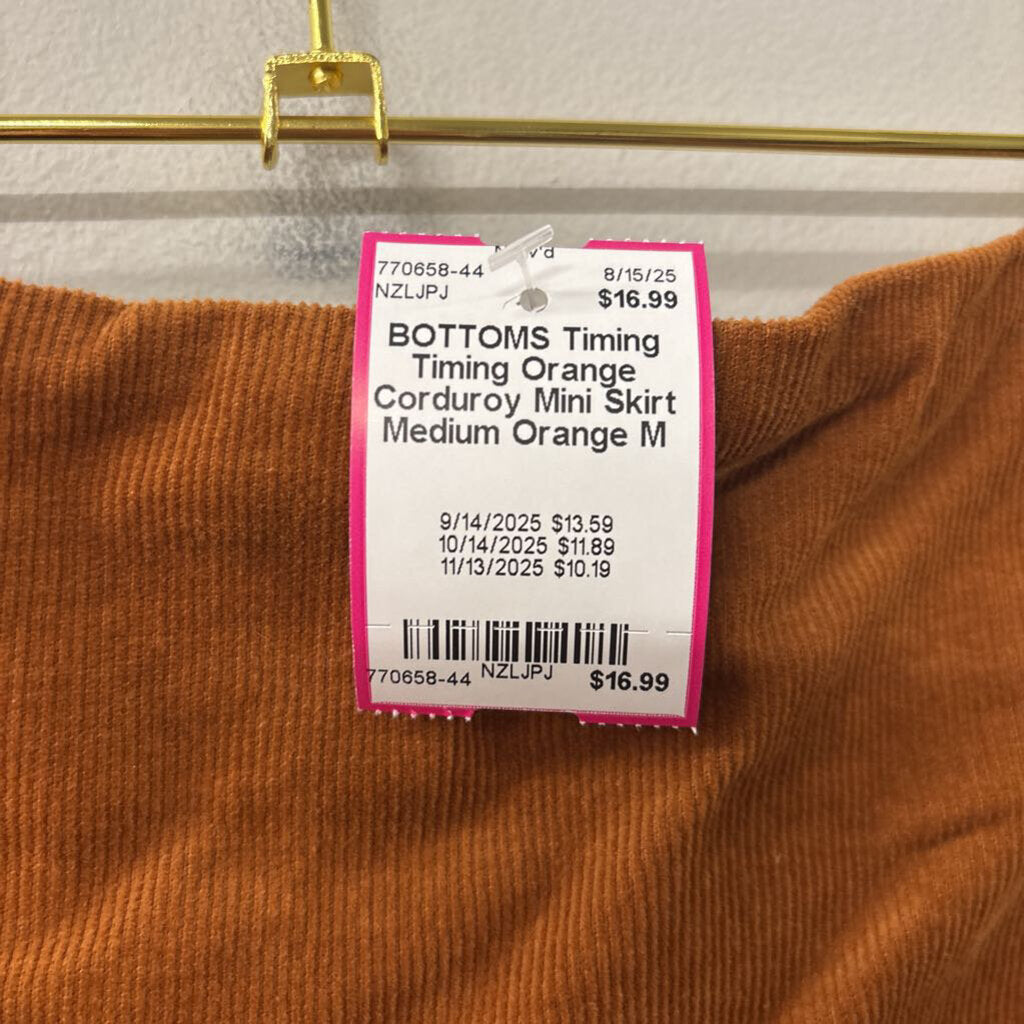 770658-44 8/15/25
NZLJPJ $16.99
BOTTOMS Timing
Timing Orange
Corduroy Mini Skirt
Medium Orange M
9/14/2025 $13.59
10/14/2025 $11.89
11/13/2025 $10.19
770658-44 NZLJPJ $16.99